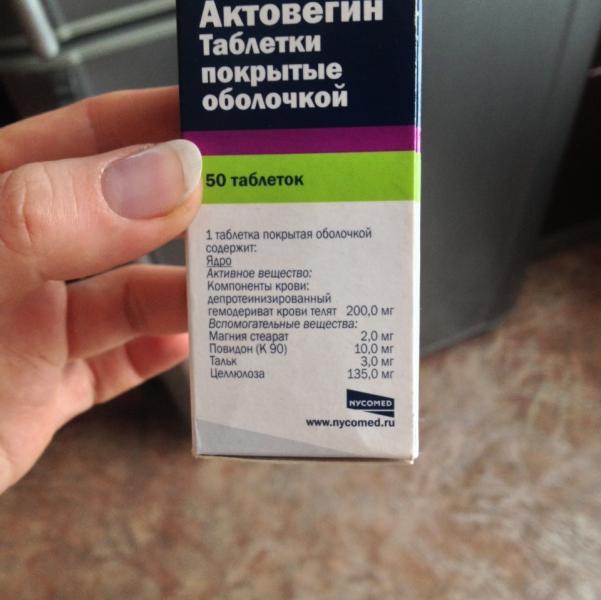 Актовегин
Таблетки
покрытые
оболочкой
50 таблеток
1 таблетка покрытая оболочкой
содержит:
Ядро
Активное вещество:
Компоненты крови:
депротеинизированный
гемодериват крови телят 200,0 мг
Вспомогательные вещества:
Магния стеарат 2,0 мг
Повидон (К 90) 10,0 мг
Тальк 3,0 мг
Целлюлоза 135,0 мг
NYCOMED
www.nycomed.ru